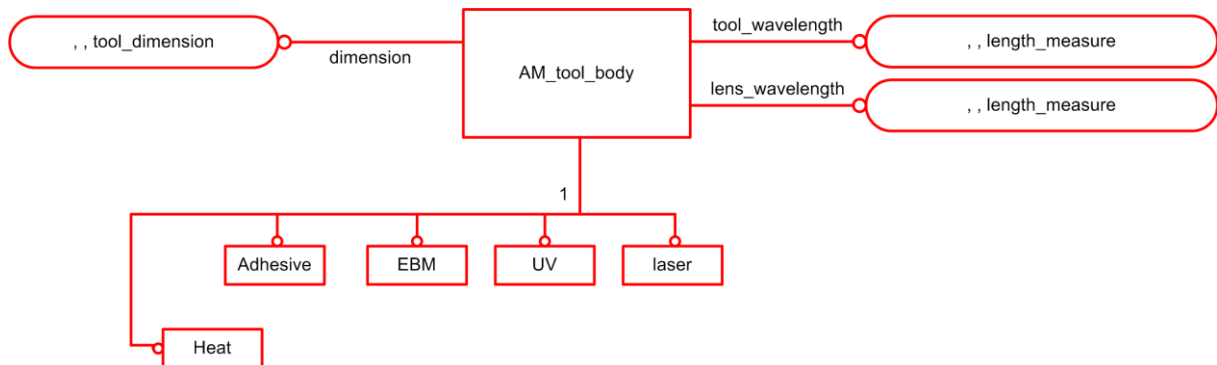 , , tool_dimension
dimension
AM_tool_body
tool_wavelength
, , length_measure
lens_wavelength
, , length_measure
1
Adhesive
EBM
UV
laser
Heat